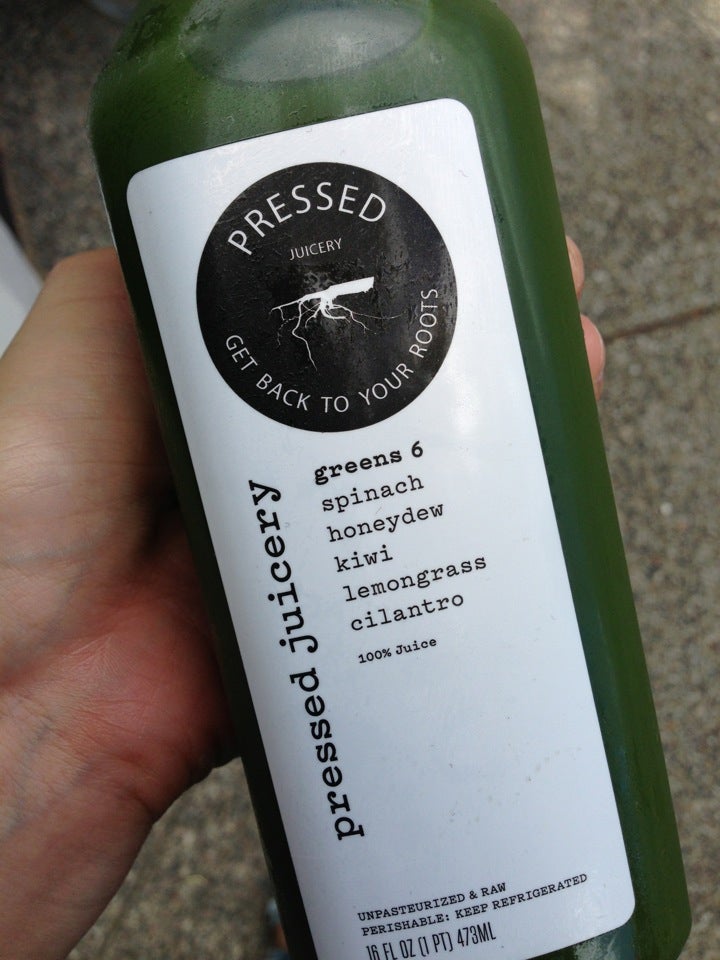 PRESSED
JUICERY
GET BACK TO YOUR ROOTS
pressed juicery
greens 6
spinach
honeydew
kiwi
lemongrass
cilantro
100% Juice
UNPASTEURIZED & RAW
PERISHABLE: KEEP REFRIGERATED
16 FL OZ (1 PT) 473ML